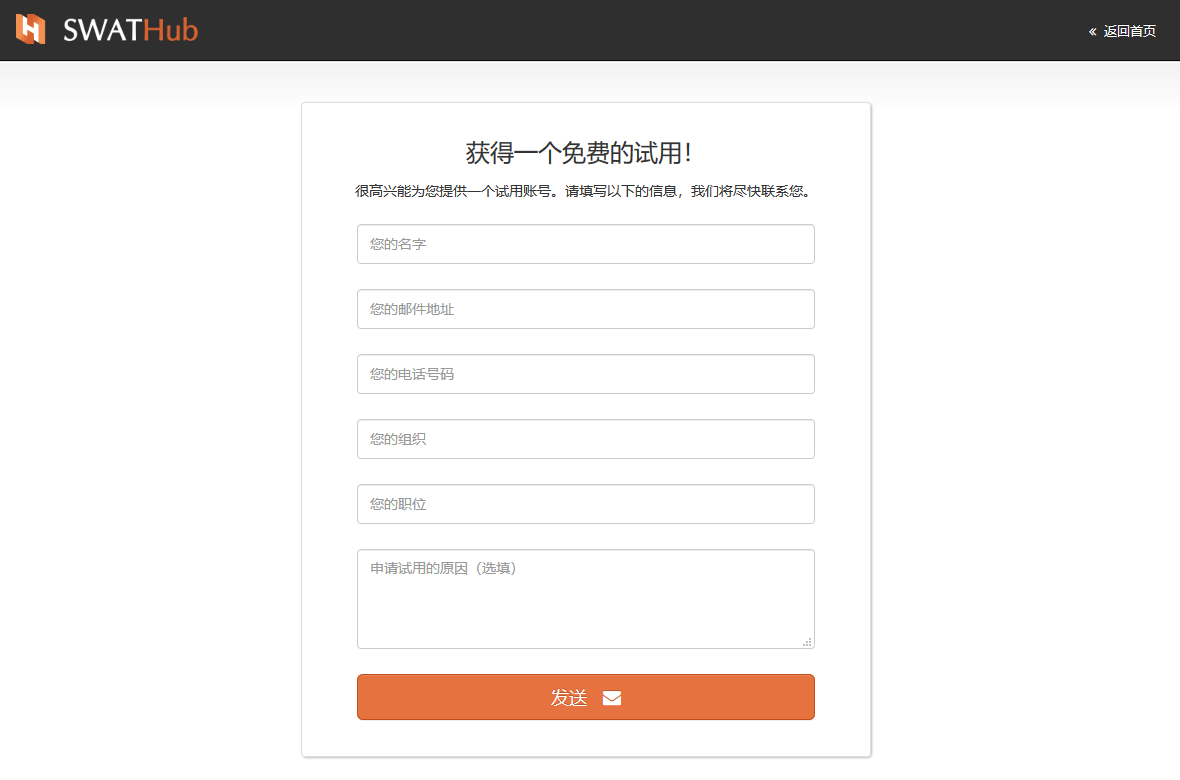 SWATHub
« 返回首页
获得一个免费的试用！
很高兴能为您提供一个试用账号。请填写以下的信息，我们将尽快联系您。
您的名字
您的邮件地址
您的电话号码
您的组织
您的职位
申请试用的原因（选填）
发送